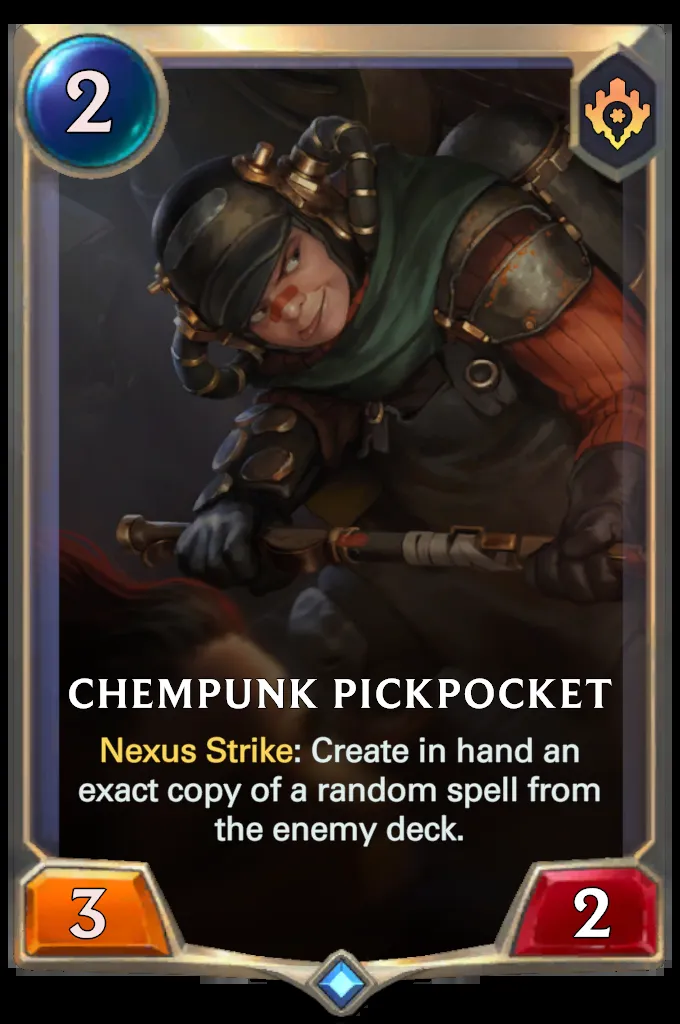 2
CHEMPUNK PICKPOCKET
Nexus Strike: Create in hand an
exact copy of a random spell from
the enemy deck.
3
2